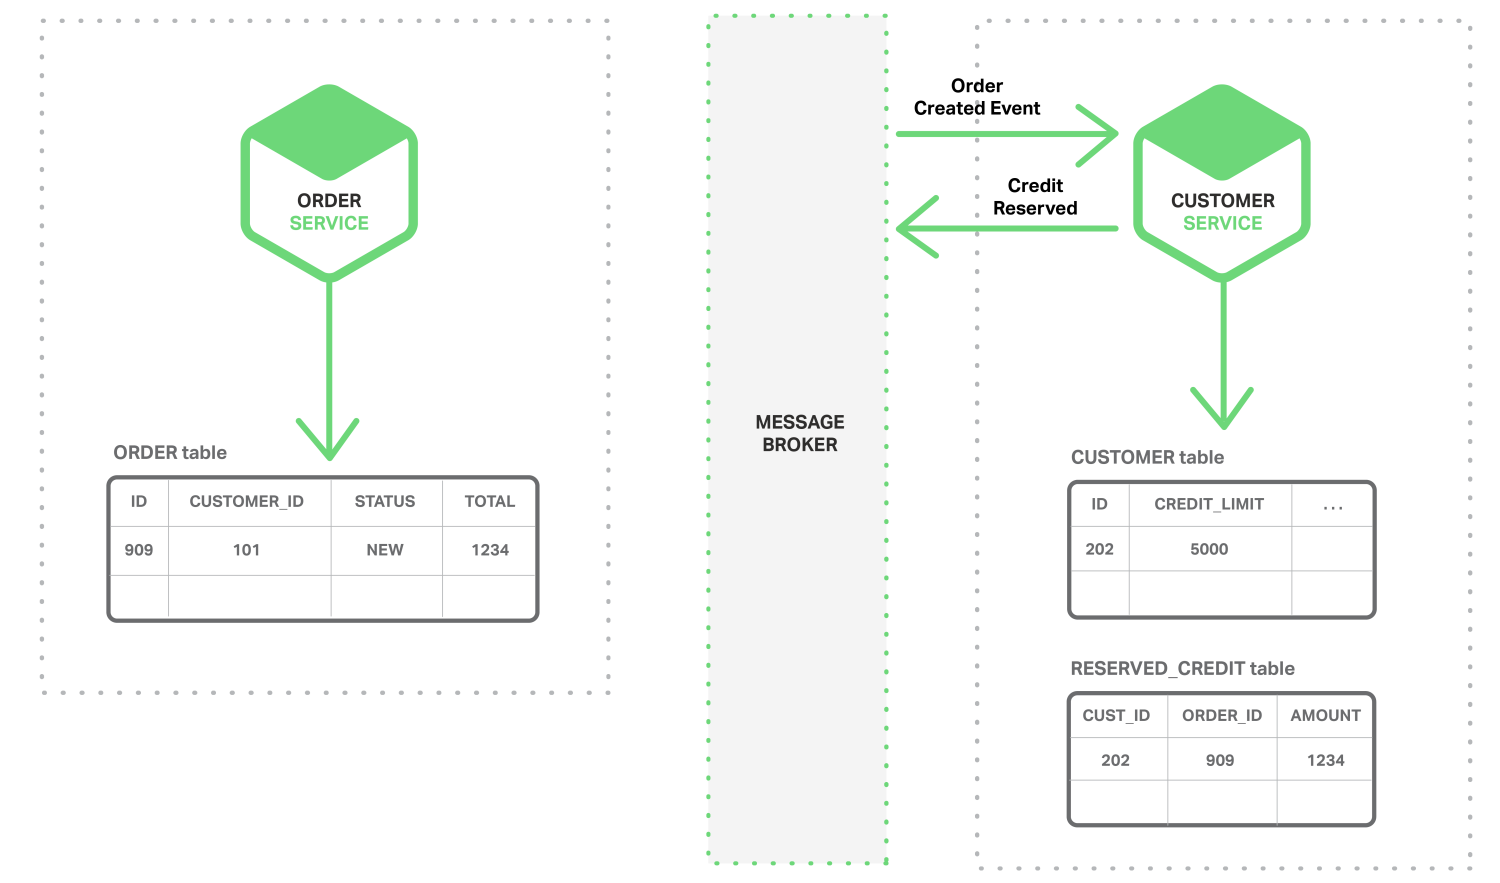 ORDER
SERVICE
ORDER table
ID CUSTOMER_ID STATUS TOTAL
909 101 NEW 1234
MESSAGE
BROKER
Order
Created Event
Credit
Reserved
CUSTOMER
SERVICE
CUSTOMER table
ID CREDIT_LIMIT ...
202 5000
RESERVED_CREDIT table
CUST_ID ORDER_ID AMOUNT
202 909 1234